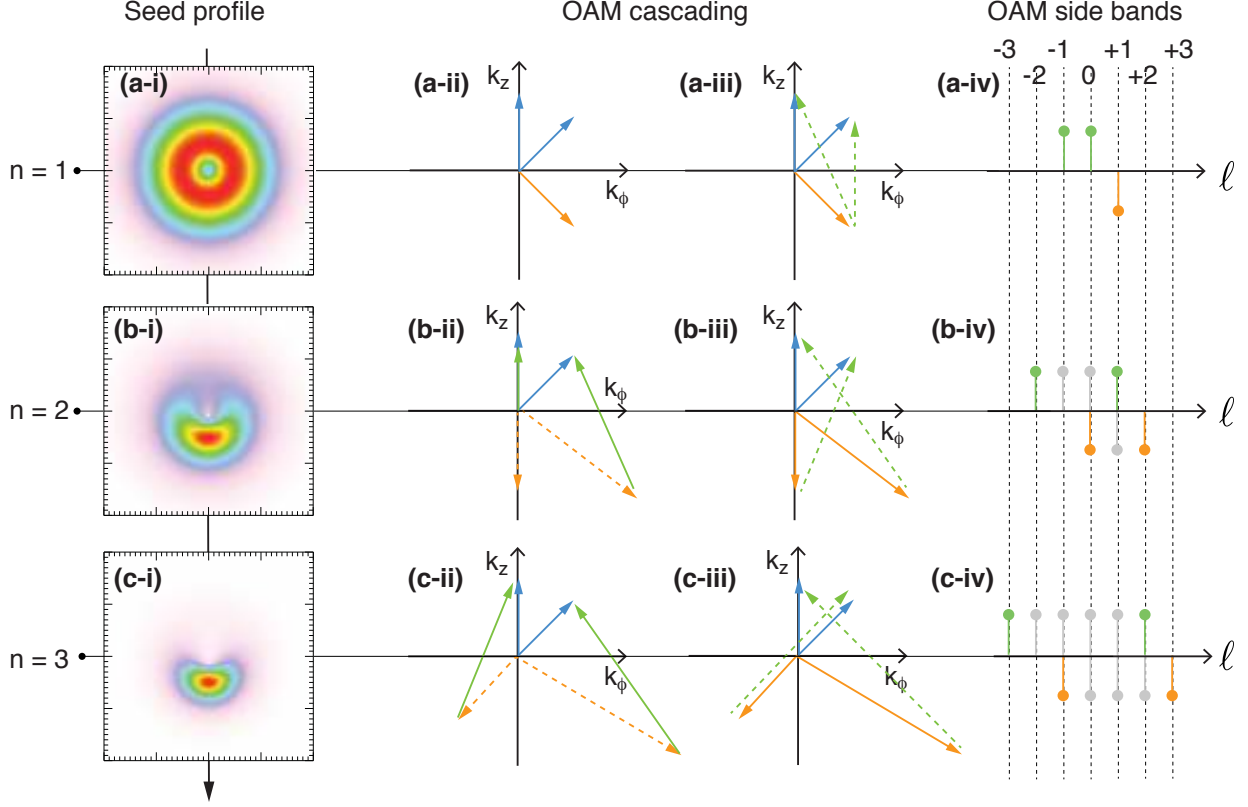 Seed profile OAM cascading OAM side bands
-3 -1 +1 +3
-2 0 +2
(a-i) (a-ii) k_z (a-iii) k_z (a-iv)
n = 1 k_ϕ k_ϕ ℓ
(b-i) (b-ii) k_z (b-iii) k_z (b-iv)
n = 2 k_ϕ k_ϕ ℓ
(c-i) (c-ii) k_z (c-iii) k_z (c-iv)
n = 3 k_ϕ k_ϕ ℓ